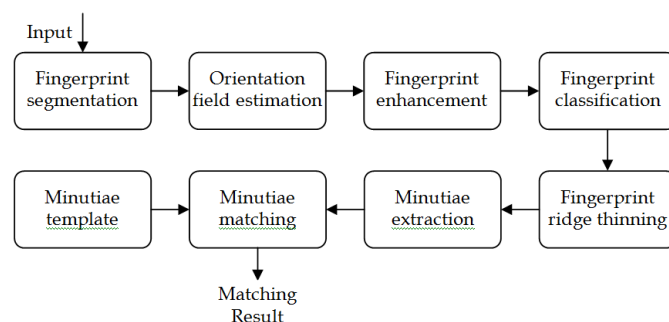 Input
Fingerprint
segmentation
Orientation
field estimation
Fingerprint
enhancement
Fingerprint
classification
Minutiae
template
Minutiae
matching
Minutiae
extraction
Fingerprint
ridge thinning
Matching
Result